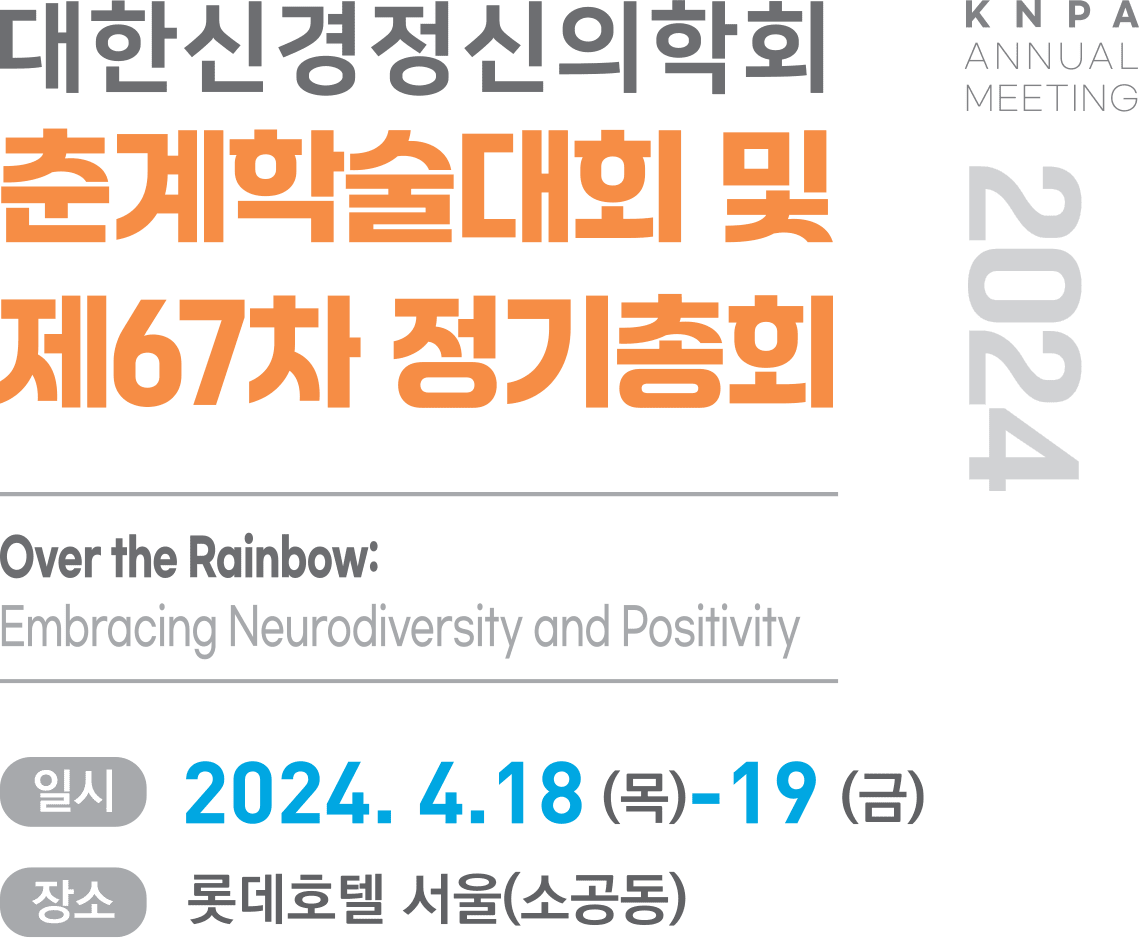 대한신경정신의학회
춘계학술대회 및
제67차 정기총회
KNPA
ANNUAL
MEETING
2024
Over the Rainbow:
Embracing Neurodiversity and Positivity
일시 2024. 4.18 (목)-19 (금)
장소 롯데호텔 서울(소공동)